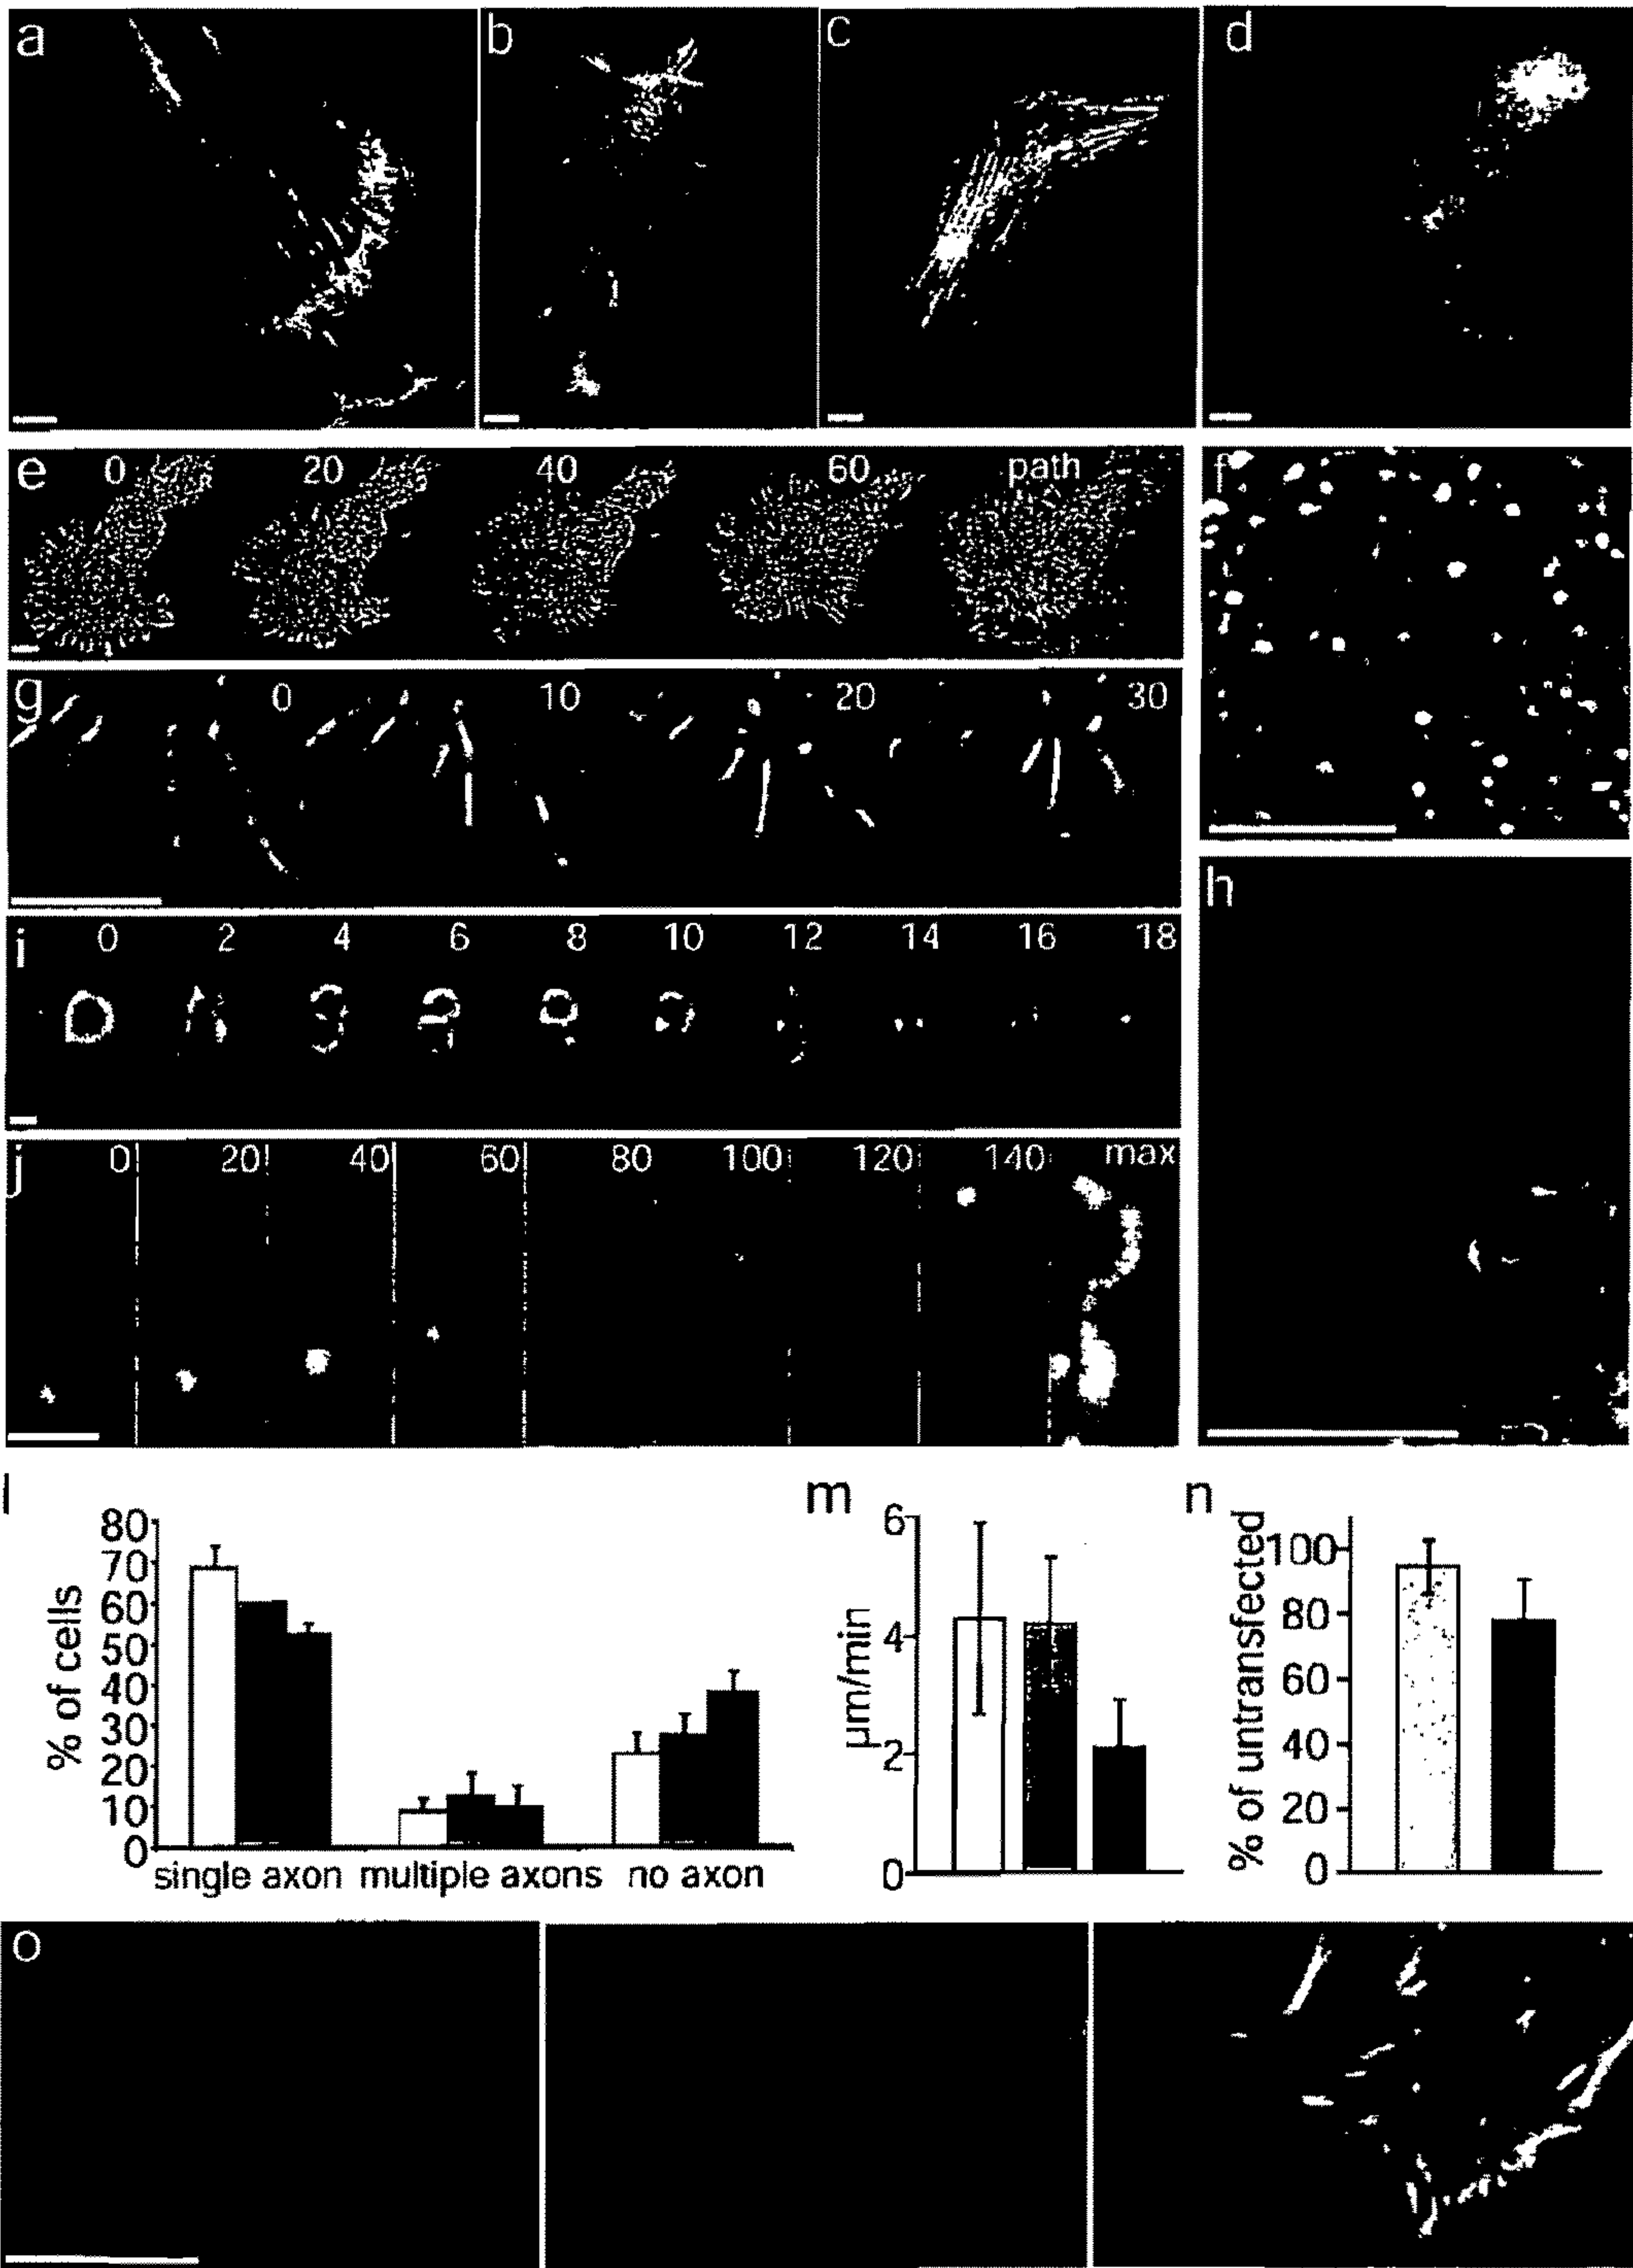 a b c d
e 0 20 40 60 path f
g 0 10 20 30
h
i 0 2 4 6 8 10 12 14 16 18
j 0 20 40 60 80 100 120 140 max
l m n
80
70
60
50
40
30
20
10
0
% of cells
single axon multiple axons no axon
6
4
2
0
µm/min
100
80
60
40
20
0
% of untransfected
o